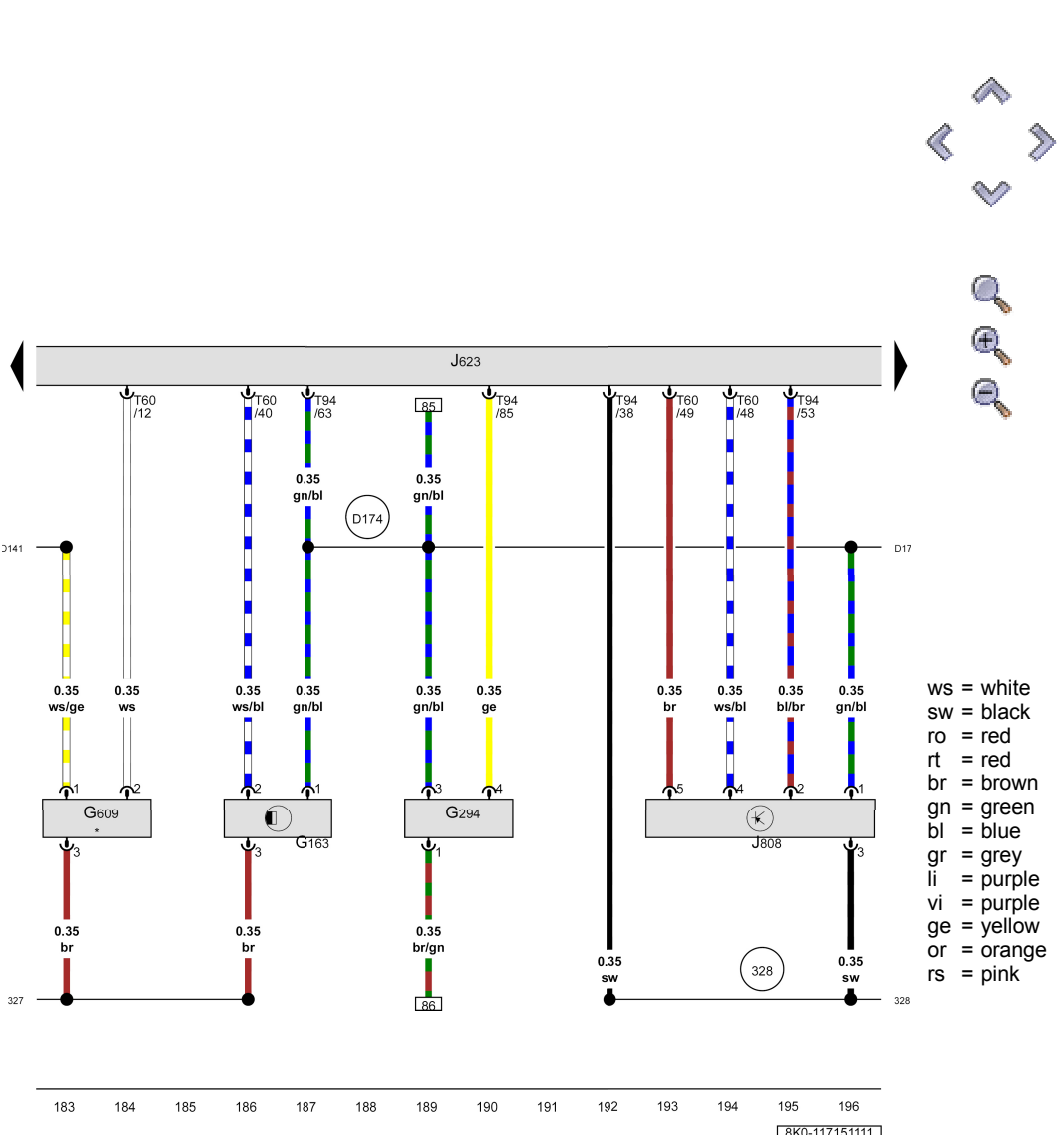 J623
T60
/12
T60
/40
T94
/63
85
T94
/85
T94
/38
T60
/49
T60
/48
T94
/53
0.35
gn/bl
0.35
gn/bl
D174
D141
D17
0.35
ws/ge
0.35
ws
0.35
ws/bl
0.35
gn/bl
0.35
gn/bl
0.35
ge
0.35
br
0.35
ws/bl
0.35
bl/br
0.35
gn/bl
1
2
2
1
3
4
5
4
2
1
G609
*
G163
G294
J808
3
3
1
3
0.35
br
0.35
br
0.35
br/gn
0.35
sw
328
0.35
sw
327
86
328
183 184 185 186 187 188 189 190 191 192 193 194 195 196
8K0-117151111
ws = white
sw = black
ro = red
rt = red
br = brown
gn = green
bl = blue
gr = grey
li = purple
vi = purple
ge = yellow
or = orange
rs = pink